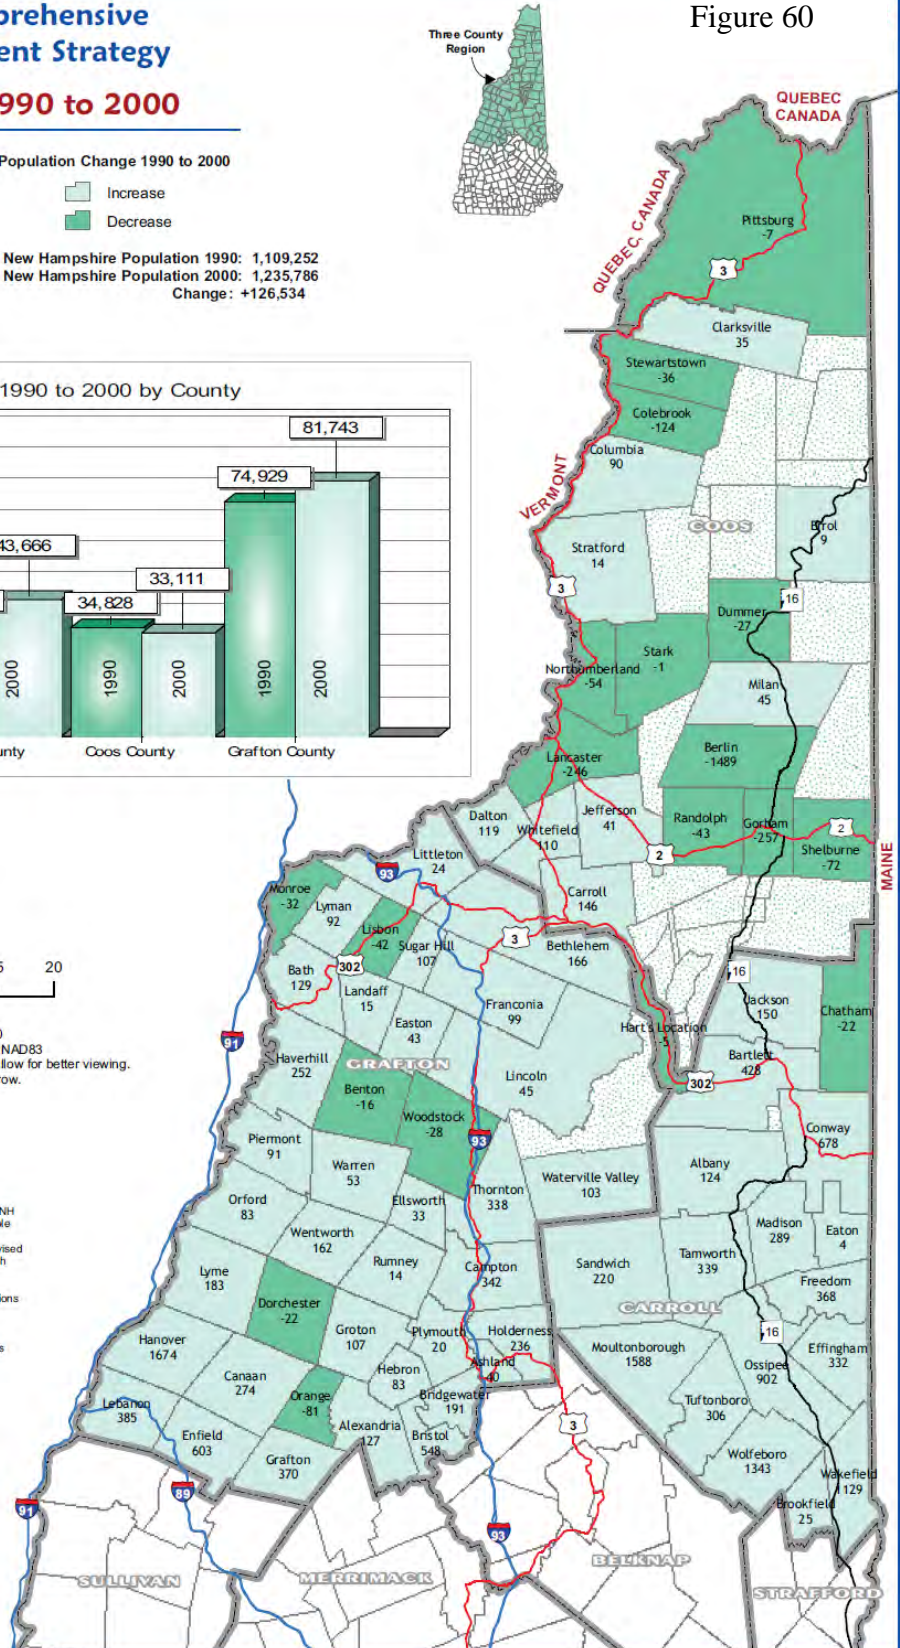 Figure 60
prehensive
ent Strategy
990 to 2000
Three County
Region
Population Change 1990 to 2000
Increase
Decrease
New Hampshire Population 1990: 1,109,252
New Hampshire Population 2000: 1,235,786
Change: +126,534
1990 to 2000 by County
81,743
74,929
43,666
33,111
34,828
2000
1990
2000
1990
2000
unty
Coos County
Grafton County
QUEBEC
CANADA
QUEBEC, CANADA
Pittsburg
-7
3
Clarksville
35
Stewartstown
-36
Colebrook
-124
Columbia
90
VERMONT
COOS
Errol
9
Stratford
14
3
16
Dummer
-27
Stark
-1
Northumberland
-54
Milan
45
Berlin
-1489
Lancaster
-246
Jefferson
41
Dalton
119
Whitefield
110
Randolph
-43
Gorham
-257
2
Shelburne
-72
2
MAINE
Littleton
24
93
Monroe
-32
Lyman
92
Carroll
146
Lisbon
-42
Sugar Hill
107
3
Bethlehem
166
302
Bath
129
16
5
20
Landaff
15
Franconia
99
Jackson
150
Chatham
-22
Easton
43
Hart's Location
-5
)
NAD83
llow for better viewing.
row.
91
Haverhill
252
GRAFTON
Bartlett
428
302
Benton
-16
Lincoln
45
Woodstock
-28
93
Conway
678
Piermont
91
Warren
53
Albany
124
Waterville Valley
103
Thornton
338
Orford
83
Ellsworth
33
NH
ble
Wentworth
162
Madison
289
Eaton
4
vised
h
Rumney
14
Campton
342
Sandwich
220
Tamworth
339
Lyme
183
Freedom
368
ions
Dorchester
-22
CARROLL
16
s
Hanover
1674
Groton
107
Plymouth
20
Holderness
236
Moultonborough
1588
Effingham
332
Ossipee
902
Canaan
274
Hebron
83
Ashland
40
Orange
-81
Bridgewater
191
Tuftonboro
306
Lebanon
385
Alexandria
127
Bristol
548
3
Enfield
603
Grafton
370
Wolfeboro
1343
Wakefield
1129
89
91
Brookfield
25
93
BELKNAP
SULLIVAN
MERRIMACK
STRAFFORD